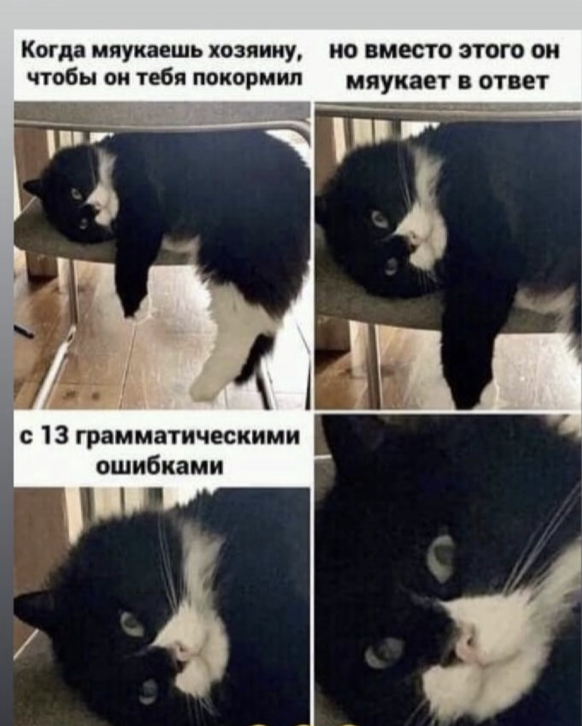 Когда мяукаешь хозяину,
чтобы он тебя покормил
но вместо этого он
мяукает в ответ
с 13 грамматическими
ошибками